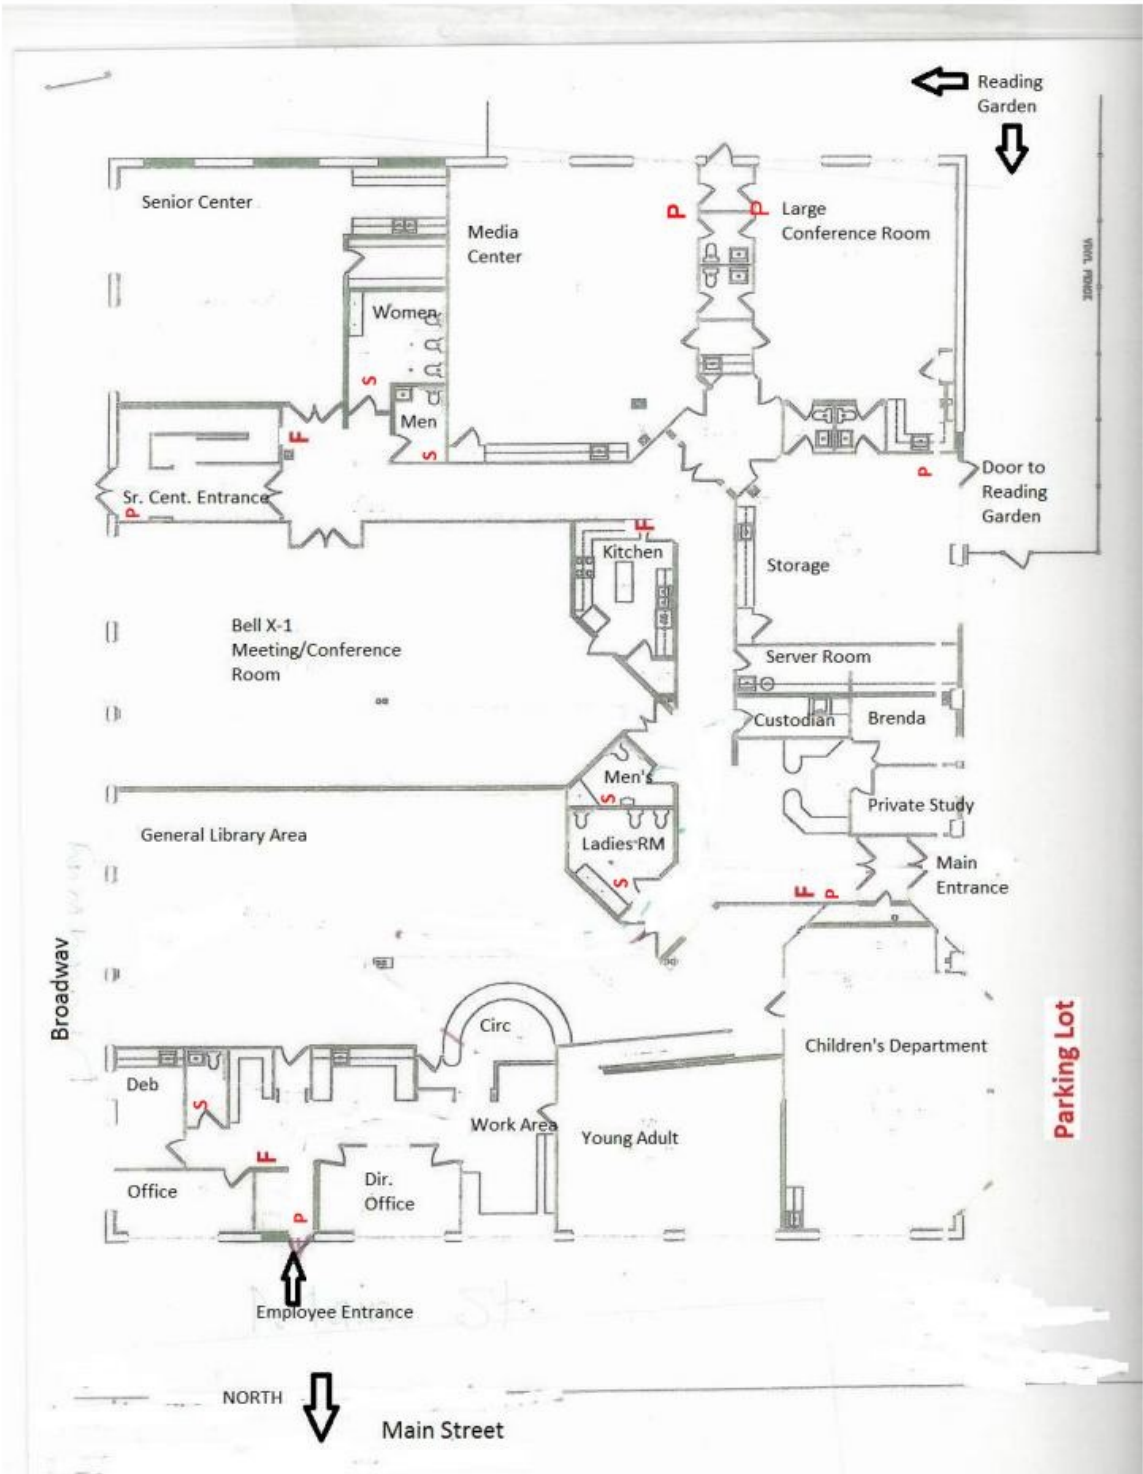 Reading
Garden
Senior Center
Media
Center
P
P
Large
Conference Room
VINYL FENCE
Women
S
Men
S
F
Sr. Cent. Entrance
P
P
Door to
Reading
Garden
F
Kitchen
Storage
Bell X-1
Meeting/Conference
Room
Server Room
Custodian
Brenda
Men's
S
Private Study
General Library Area
Ladies RM
S
Main
Entrance
F
P
Broadway
Circ
Children's Department
Parking Lot
Deb
S
Work Area
Young Adult
F
Office
Dir.
Office
P
Employee Entrance
NORTH
Main Street